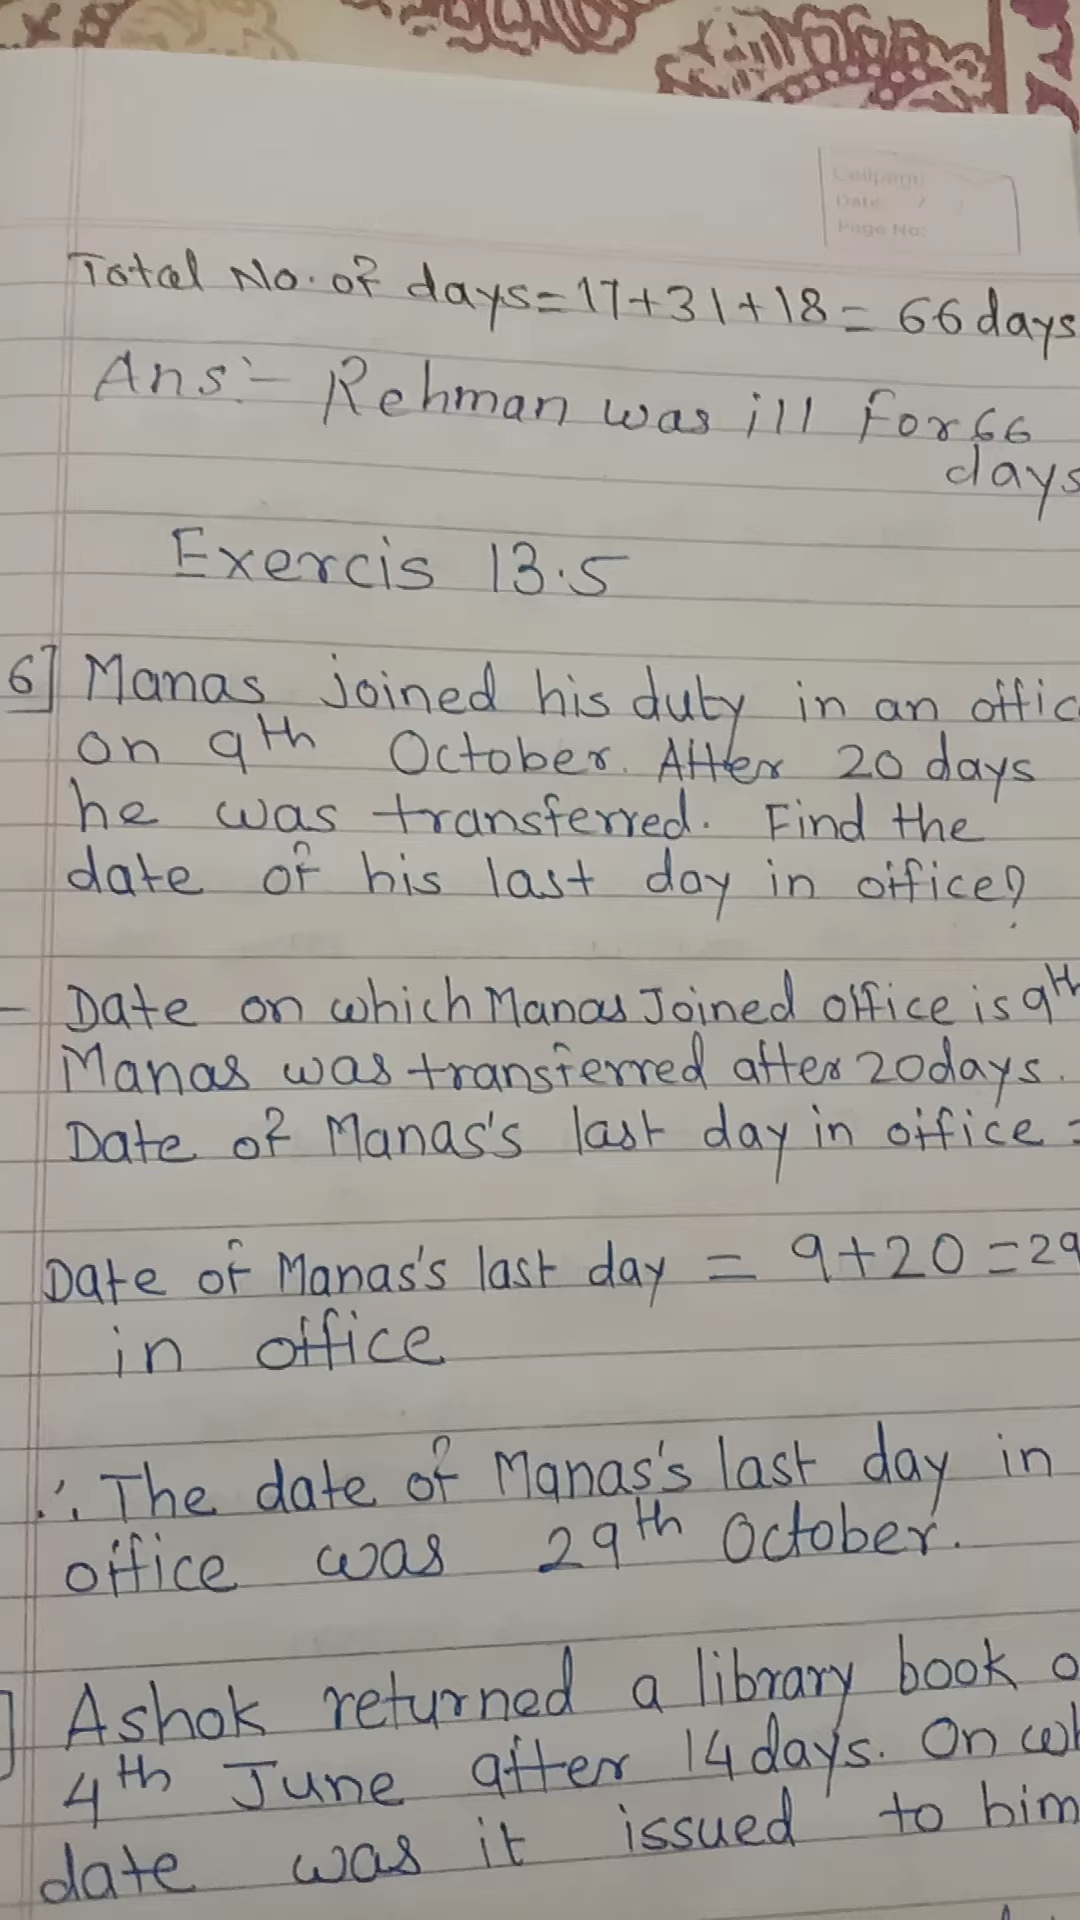 Date: / /
Page No:
Total No. of days=17+31+18= 66 days
Ans:- Rehman was ill for 66
days
Exercis 13.5
6] Manas joined his duty in an offic
on 9th October. After 20 days
he was transferred. Find the
date of his last day in office?
- Date on which Manas Joined office is 9th
Manas was transferred after 20days.
Date of Manas's last day in office =
Date of Manas's last day = 9+20=29
in office
∴ The date of Manas's last day in
office was 29th October.
] Ashok returned a library book o
4th June after 14 days. On wh
date was it issued to him